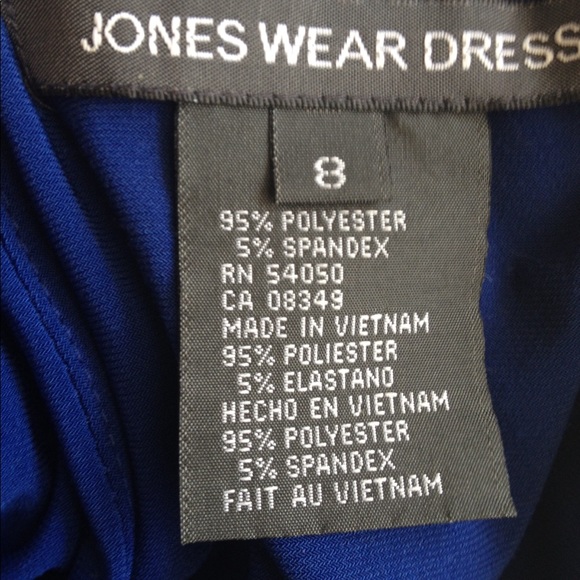 JONES WEAR DRESS
8
95% POLYESTER
5% SPANDEX
RN 54050
CA 08349
MADE IN VIETNAM
95% POLIESTER
5% ELASTANO
HECHO EN VIETNAM
95% POLYESTER
5% SPANDEX
FAIT AU VIETNAM